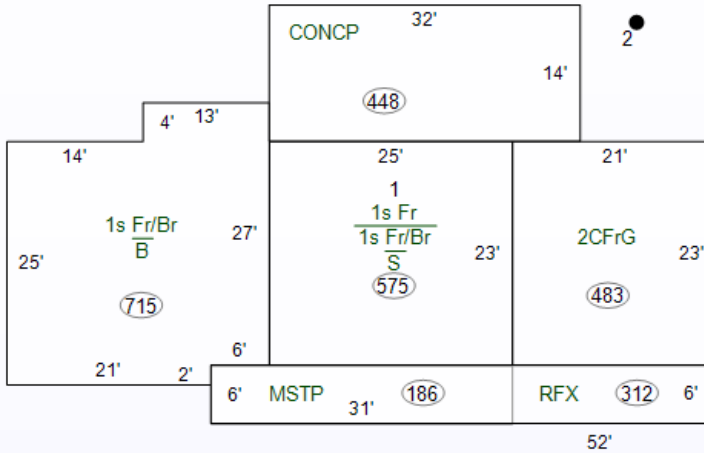 CONCP
32'
14'
448
2
4'
13'
14'
1s Fr/Br
B
25'
27'
715
6'
21'
2'
25'
1
1s Fr
1s Fr/Br
S
23'
575
21'
2CFrG
23'
483
6'
MSTP
31'
186
RFX
312
6'
52'